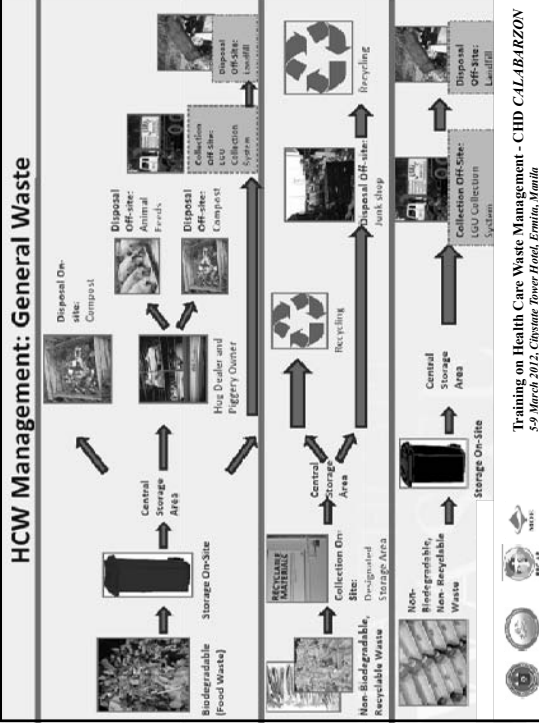 HCW Management: General Waste
Biodegradable
(Food Waste)
Storage On-Site
Central
Storage
Area
Disposal On-
site:
Compost
Hug Dealer and
Piggery Owner
Disposal
Off-site:
Animal
Feeds
Disposal
Off-site:
Compost
Collection
Off-Site:
LGU
Collection
System
Disposal
Off-Site:
Landfill
Non-Biodegradable,
Recyclable Waste
RECYCLABLE
MATERIALS
Collection On-
Site:
Designated
Storage Area
Central
Storage
Area
Recycling
Disposal Off-site:
Junk shop
Recycling
Non-
Biodegradable,
Non- Recyclable
Waste
Storage On-Site
Central
Storage
Area
Collection Off-Site:
LGU Collection
System
Disposal
Off-Site:
Landfill
Training on Health Care Waste Management - CHD CALABARZON
5-9 March 2012, Citystate Tower Hotel, Ermita, Manila